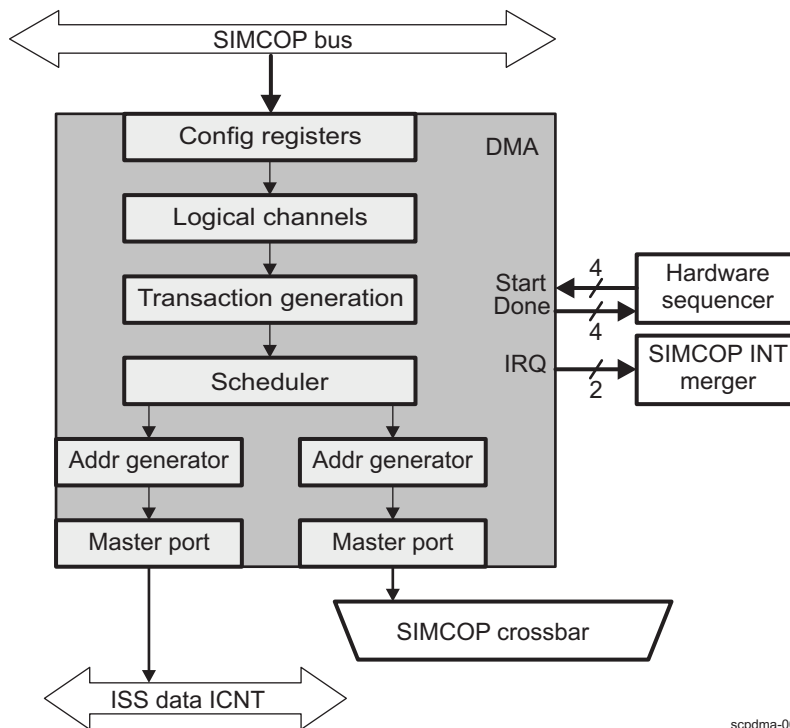 SIMCOP bus
Config registers
DMA
Logical channels
Transaction generation
Start
Done
4
4
Hardware
sequencer
Scheduler
IRQ
2
SIMCOP INT
merger
Addr generator
Addr generator
Master port
Master port
SIMCOP crossbar
ISS data ICNT